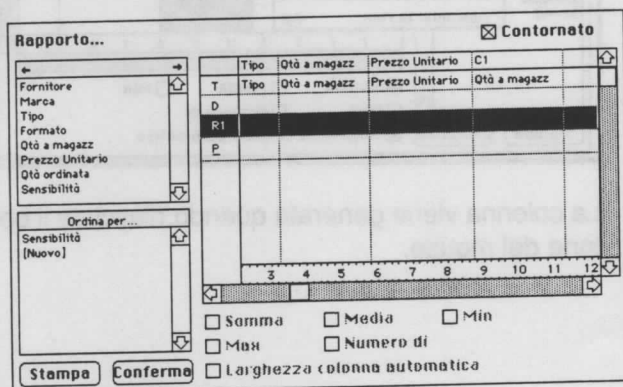 Rapporto...
Contornato
Fornitore
Marca
Tipo
Formato
Qtà a magazz
Prezzo Unitario
Qtà ordinata
Sensibilità
Ordina per...
Sensibilità
[Nuovo]
Tipo Qtà a magazz Prezzo Unitario C1
T Tipo Qtà a magazz Prezzo Unitario Qtà a magazz
D
R1
P
3 4 5 6 7 8 9 10 11 12
Somma Media Min
Max Numero di
Larghezza colonna automatica
Stampa Conferma